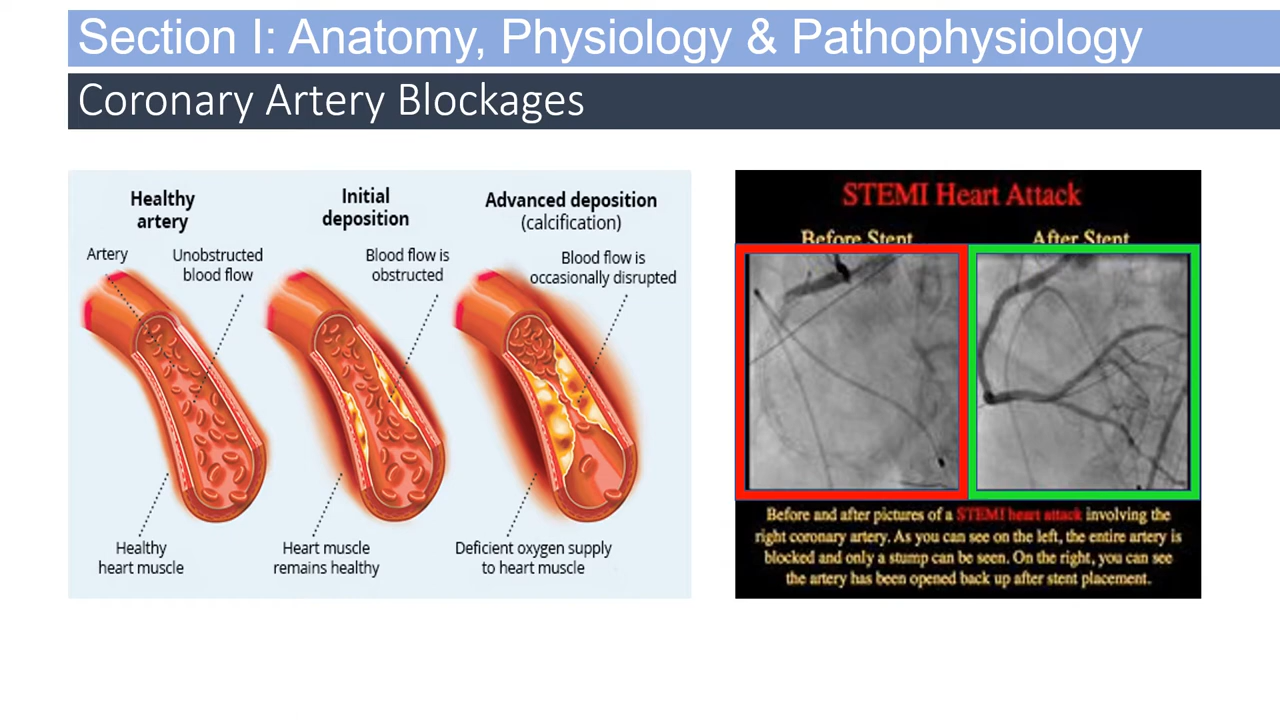 Section I: Anatomy, Physiology & Pathophysiology
Coronary Artery Blockages
Healthy
artery
Artery
Unobstructed
blood flow
Healthy
heart muscle
Initial
deposition
Blood flow is
obstructed
Heart muscle
remains healthy
Advanced deposition
(calcification)
Blood flow is
occasionally disrupted
Deficient oxygen supply
to heart muscle
STEMI Heart Attack
Before Stent
After Stent
Before and after pictures of a STEMI heart attack involving the
right coronary artery. As you can see on the left, the entire artery is
blocked and only a stump can be seen. On the right, you can see
the artery has been opened back up after stent placement.